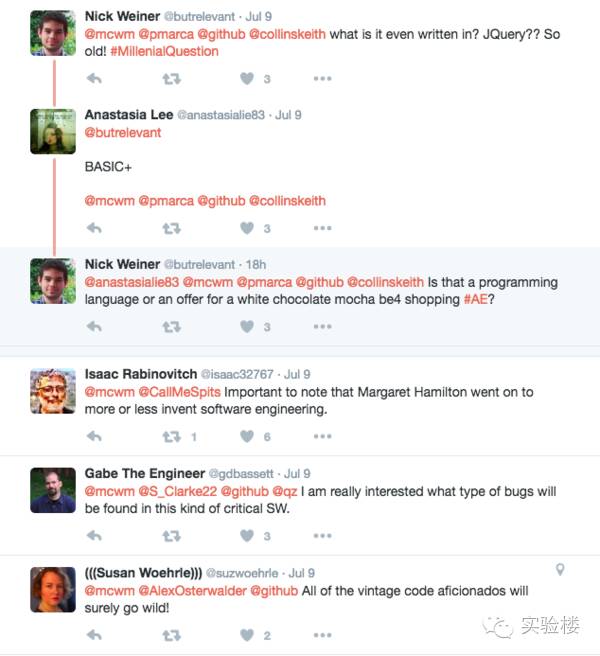 Nick Weiner @butrelevant · Jul 9
@mcwm @pmarca @github @collinskeith what is it even written in? JQuery?? So
old! #MillenialQuestion
3
Anastasia Lee @anastasialie83 · Jul 9
@butrelevant
BASIC+
@mcwm @pmarca @github @collinskeith
3
Nick Weiner @butrelevant · 18h
@anastasialie83 @mcwm @pmarca @github @collinskeith Is that a programming
language or an offer for a white chocolate mocha be4 shopping #AE?
3
Isaac Rabinovitch @isaac32767 · Jul 9
@mcwm @CallMeSpits Important to note that Margaret Hamilton went on to
more or less invent software engineering.
1 6
Gabe The Engineer @gdbassett · Jul 9
@mcwm @S_Clarke22 @github @qz I am really interested what type of bugs will
be found in this kind of critical SW.
3
(((Susan Woehrle))) @suzwoehrle · Jul 9
@mcwm @AlexOsterwalder @github All of the vintage code aficionados will
surely go wild!
2
实验楼